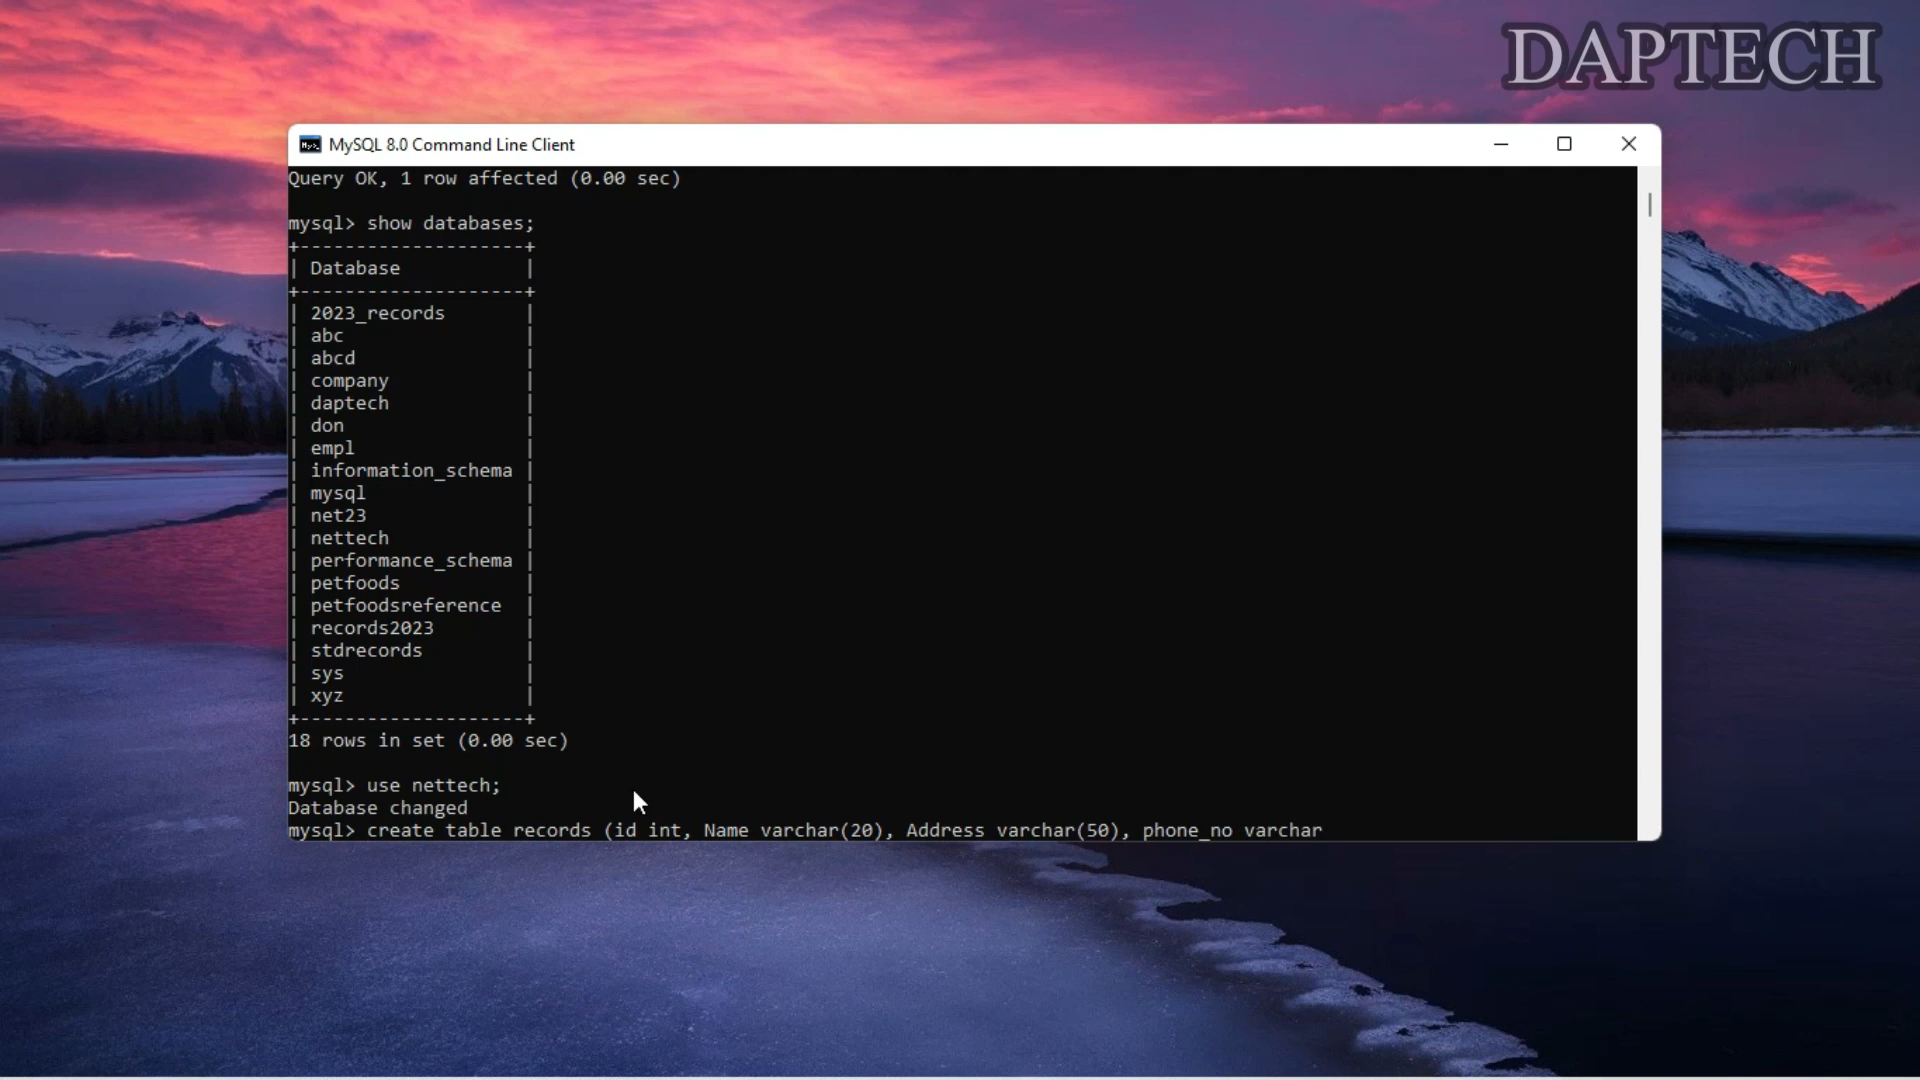 DAPTECH
MySQL 8.0 Command Line Client
Query OK, 1 row affected (0.00 sec)
mysql> show databases;
+--------------------+
| Database           |
+--------------------+
| 2023_records       |
| abc                |
| abcd               |
| company            |
| daptech            |
| don                |
| empl               |
| information_schema |
| mysql              |
| net23              |
| nettech            |
| performance_schema |
| petfoods           |
| petfoodsreference  |
| records2023        |
| stdrecords         |
| sys                |
| xyz                |
+--------------------+
18 rows in set (0.00 sec)
mysql> use nettech;
Database changed
mysql> create table records (id int, Name varchar(20), Address varchar(50), phone_no varchar